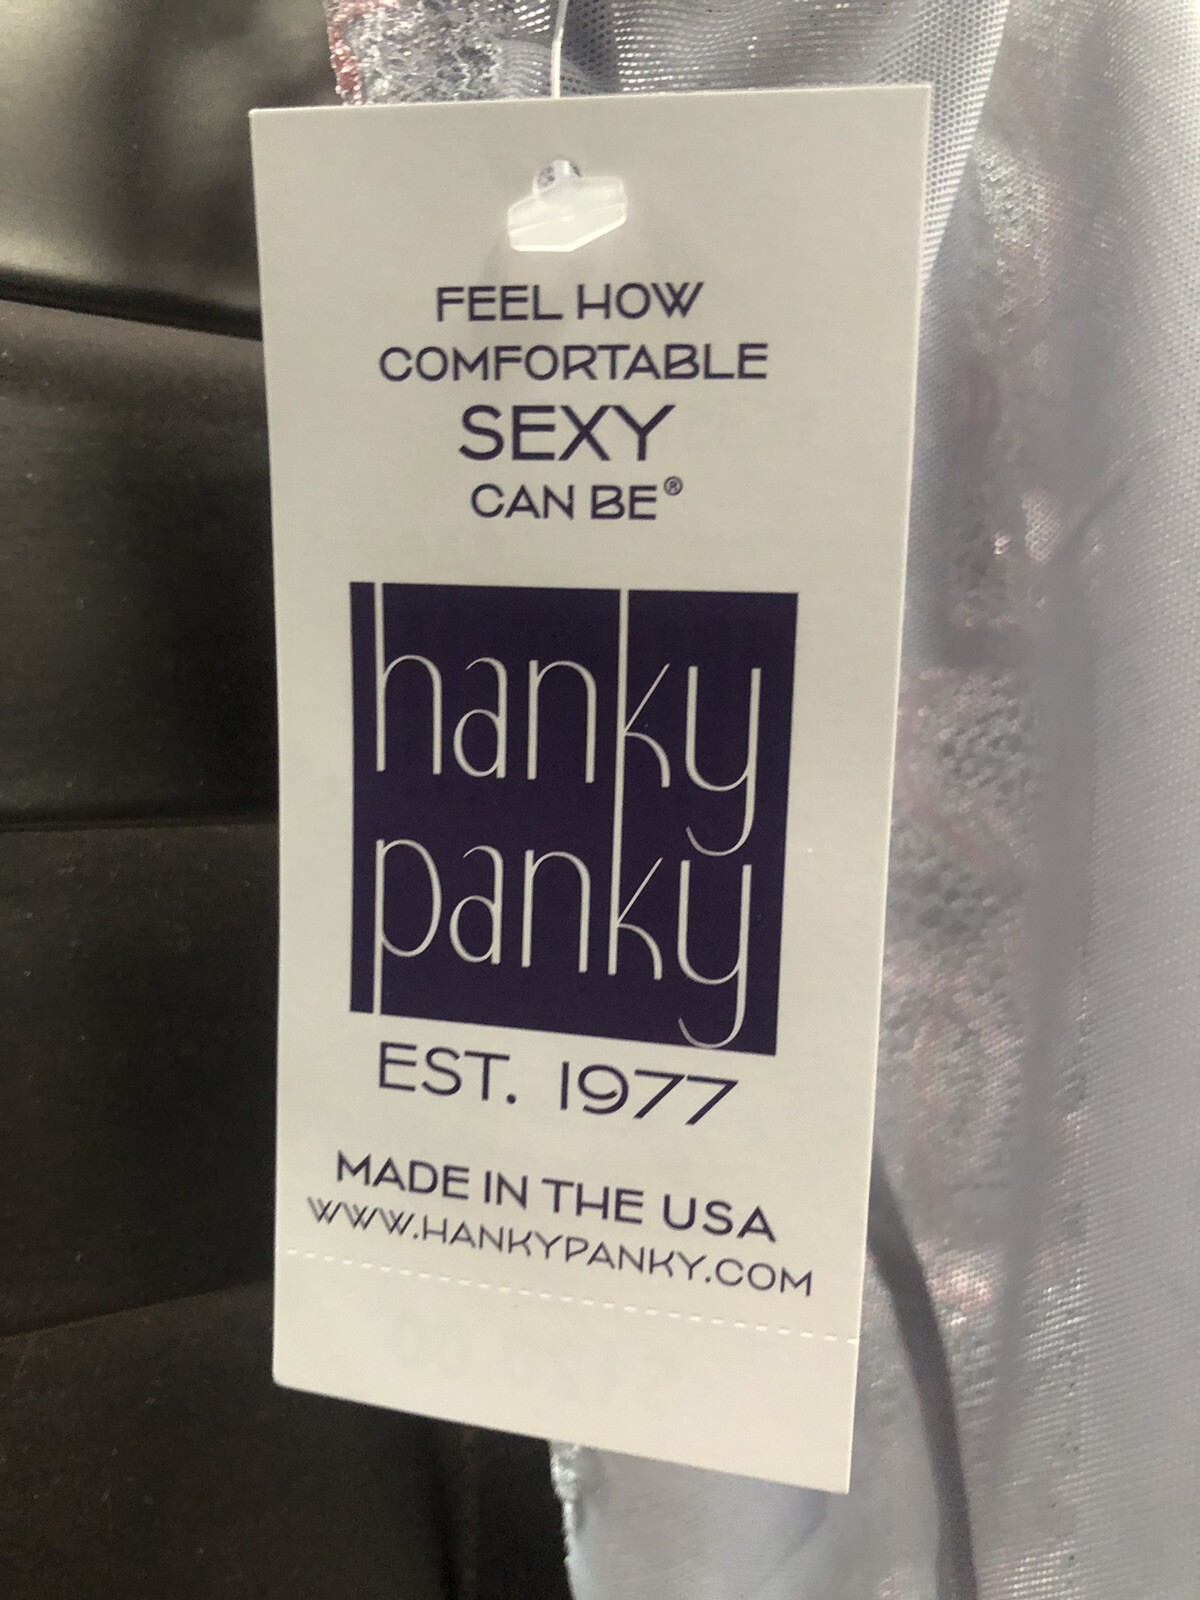 FEEL HOW
COMFORTABLE
SEXY
CAN BE®
hanky
panky
EST. 1977
MADE IN THE USA
WWW.HANKYPANKY.COM